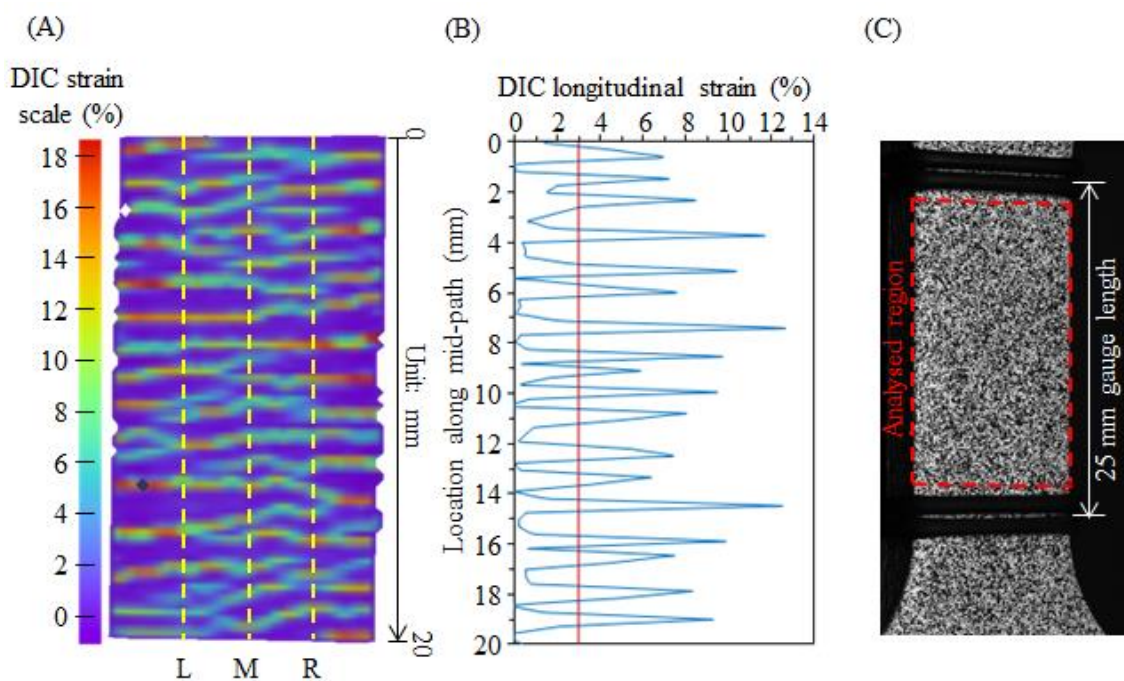 (A)
DIC strain
scale (%)
18
16
14
12
10
8
6
4
2
0
0
Unit: mm
20
L M R
(B)
DIC longitudinal strain (%)
0 2 4 6 8 10 12 14
Location along mid-path (mm)
0
2
4
6
8
10
12
14
16
18
20
(C)
Analysed region
25 mm gauge length